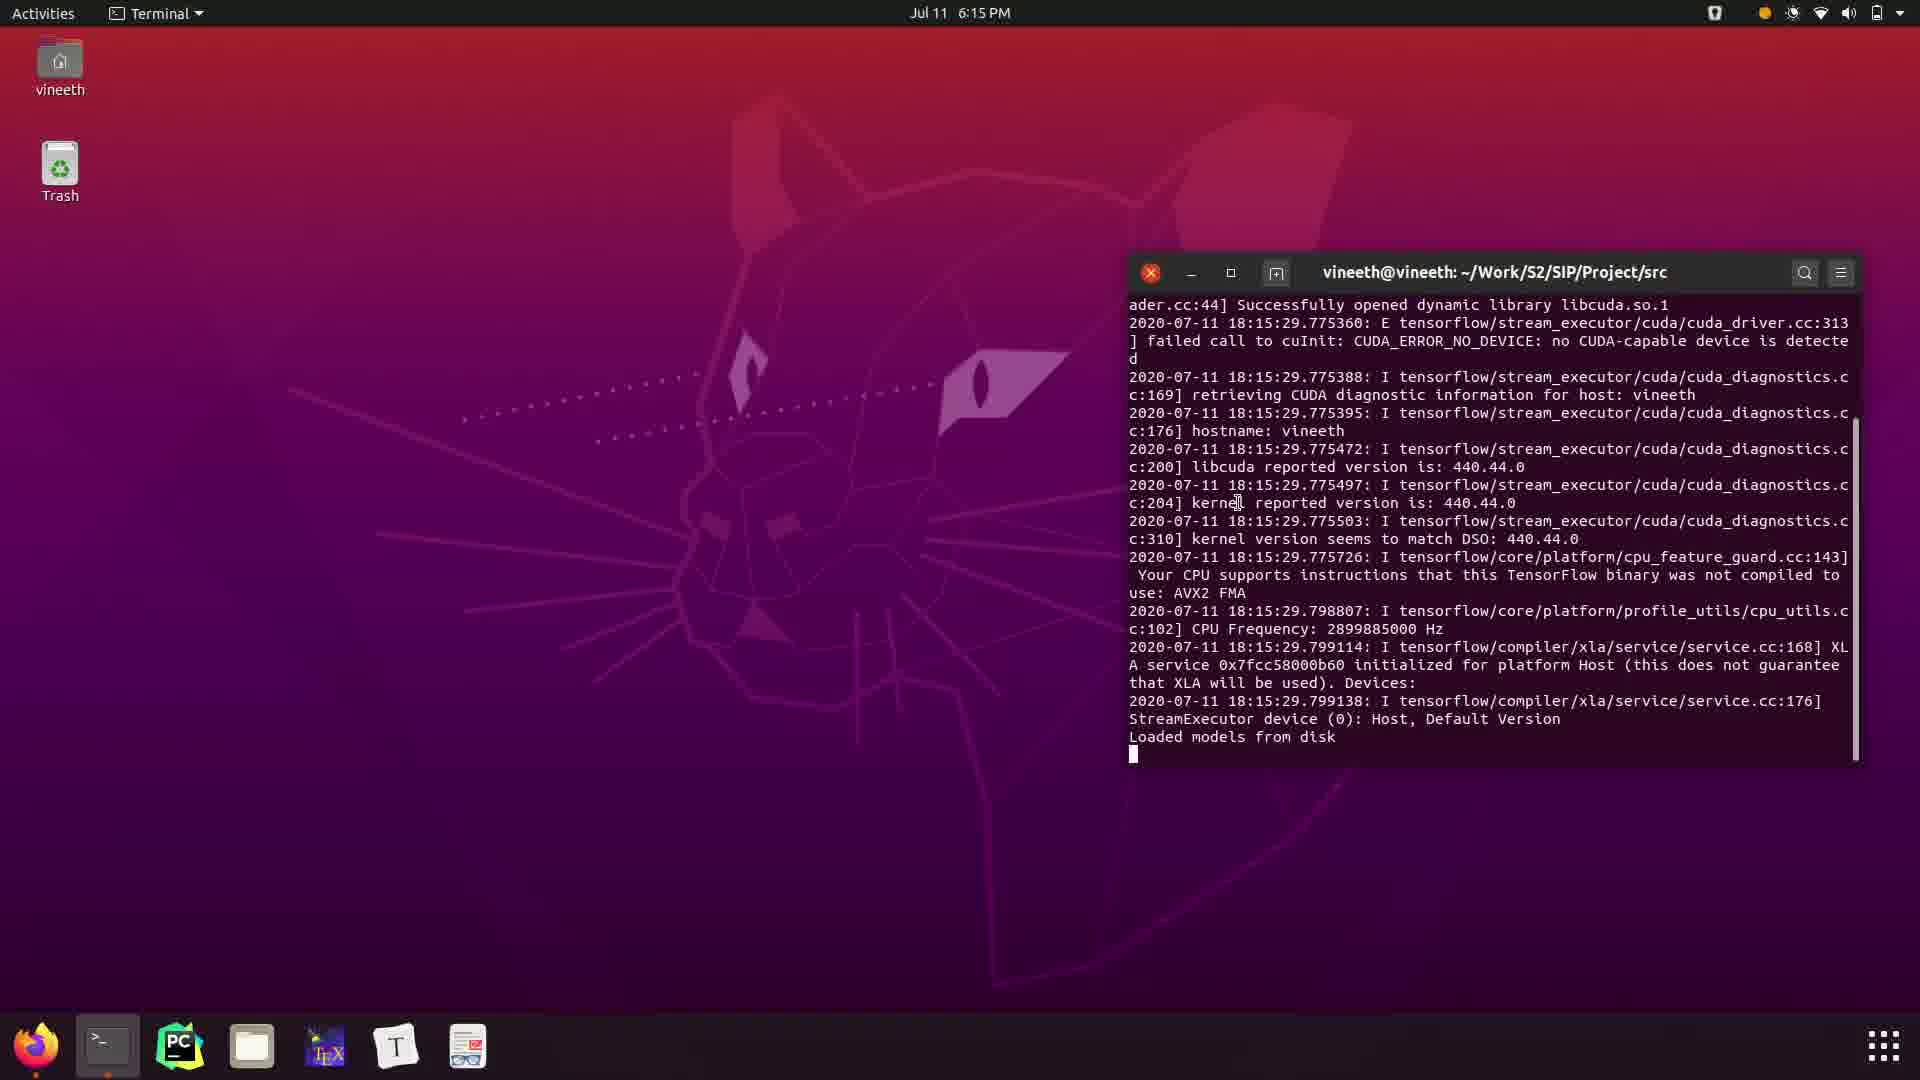 Activities
Terminal
Jul 11 6:15 PM
vineeth
Trash
vineeth@vineeth: ~/Work/S2/SIP/Project/src
ader.cc:44] Successfully opened dynamic library libcuda.so.1
2020-07-11 18:15:29.775360: E tensorflow/stream_executor/cuda/cuda_driver.cc:313
] failed call to cuInit: CUDA_ERROR_NO_DEVICE: no CUDA-capable device is detecte
d
2020-07-11 18:15:29.775388: I tensorflow/stream_executor/cuda/cuda_diagnostics.c
c:169] retrieving CUDA diagnostic information for host: vineeth
2020-07-11 18:15:29.775395: I tensorflow/stream_executor/cuda/cuda_diagnostics.c
c:176] hostname: vineeth
2020-07-11 18:15:29.775472: I tensorflow/stream_executor/cuda/cuda_diagnostics.c
c:200] libcuda reported version is: 440.44.0
2020-07-11 18:15:29.775497: I tensorflow/stream_executor/cuda/cuda_diagnostics.c
c:204] kernel reported version is: 440.44.0
2020-07-11 18:15:29.775503: I tensorflow/stream_executor/cuda/cuda_diagnostics.c
c:310] kernel version seems to match DSO: 440.44.0
2020-07-11 18:15:29.775726: I tensorflow/core/platform/cpu_feature_guard.cc:143]
Your CPU supports instructions that this TensorFlow binary was not compiled to
use: AVX2 FMA
2020-07-11 18:15:29.798807: I tensorflow/core/platform/profile_utils/cpu_utils.c
c:102] CPU Frequency: 2899885000 Hz
2020-07-11 18:15:29.799114: I tensorflow/compiler/xla/service/service.cc:168] XL
A service 0x7fcc58000b60 initialized for platform Host (this does not guarantee
that XLA will be used). Devices:
2020-07-11 18:15:29.799138: I tensorflow/compiler/xla/service/service.cc:176]
StreamExecutor device (0): Host, Default Version
Loaded models from disk
>_
PC
TEX
T